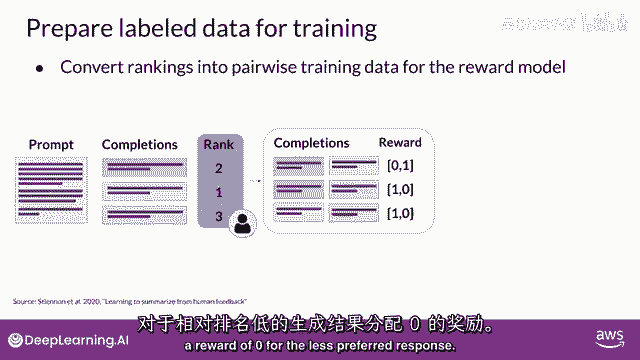 Prepare labeled data for training
● Convert rankings into pairwise training data for the reward model
Prompt Completions Rank Completions Reward
2 [0,1]
1 [1,0]
3 [1,0]
Source: Stiennon et al. 2020, "Learning to summarize from human feedback"
对于相对排名低的生成结果分配 0 的奖励。
a reward of 0 for the less preferred response.
DeepLearning.AI
aws